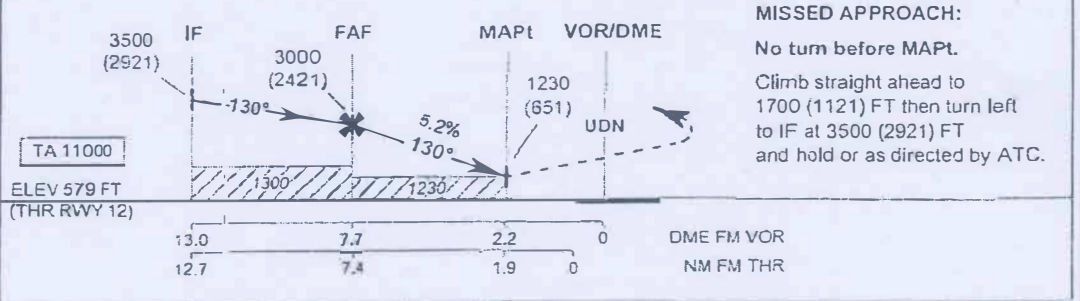 MISSED APPROACH:
IF FAF MAPt VOR/DME
3500
(2921)
3000
(2421)
1230
(651)
No turn before MAPt.
Climb straight ahead to
1700 (1121) FT then turn left
to IF at 3500 (2921) FT
and hold or as directed by ATC.
130°
5.2%
130°
UDN
TA 11000
1300
1230
ELEV 579 FT
(THR RWY 12)
13.0 7.7 2.2 0 DME FM VOR
12.7 7.4 1.9 0 NM FM THR